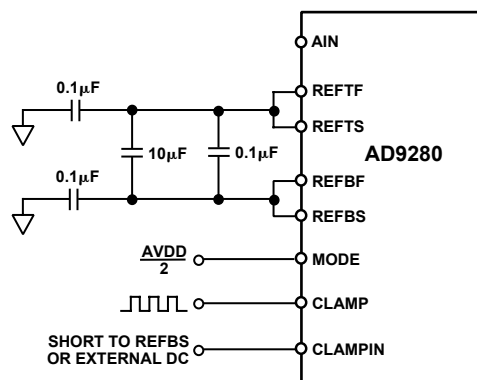 AIN
0.1µF
REFTF
REFTS
10µF
0.1µF
AD9280
0.1µF
REFBF
REFBS
AVDD
2
MODE
CLAMP
SHORT TO REFBS
OR EXTERNAL DC
CLAMPIN